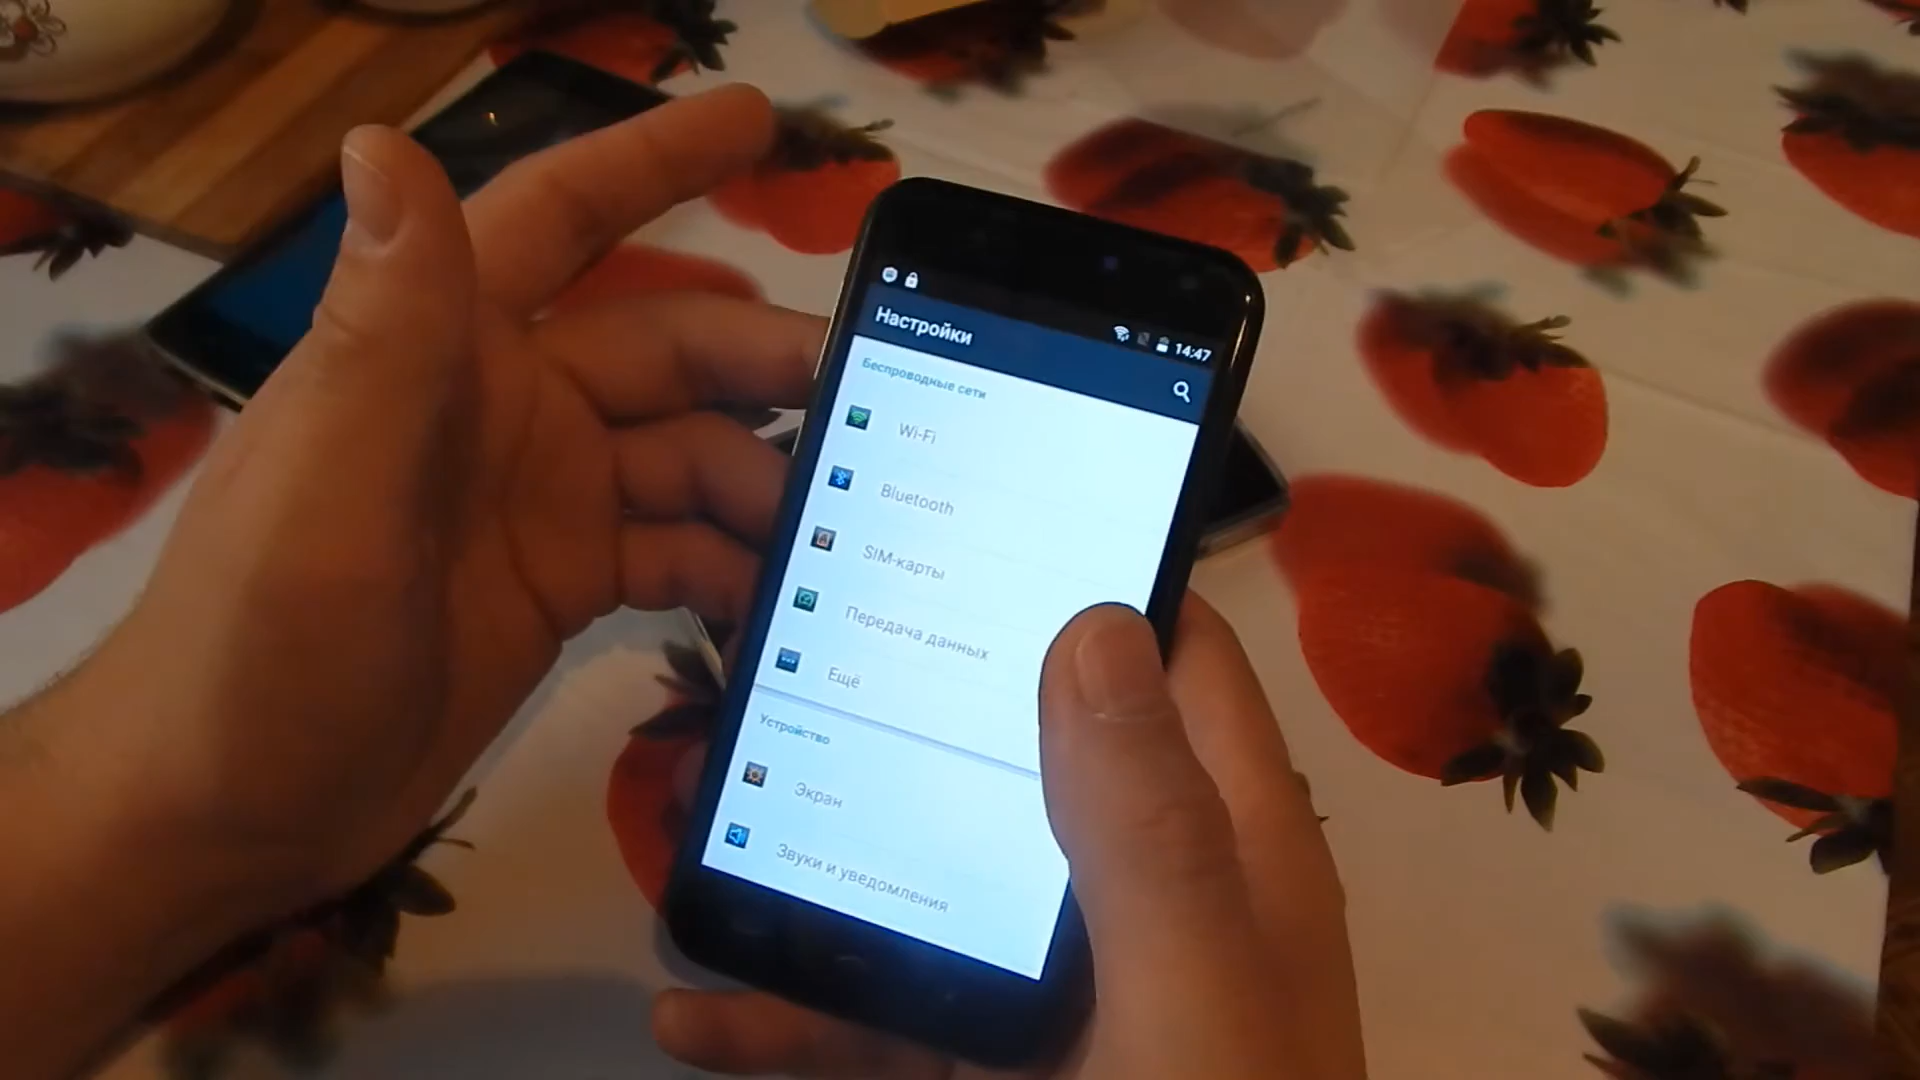 14:47
Настройки
Беспроводные сети
Wi-Fi
Bluetooth
SIM-карты
Передача данных
Ещё
Устройство
Экран
Звуки и уведомления